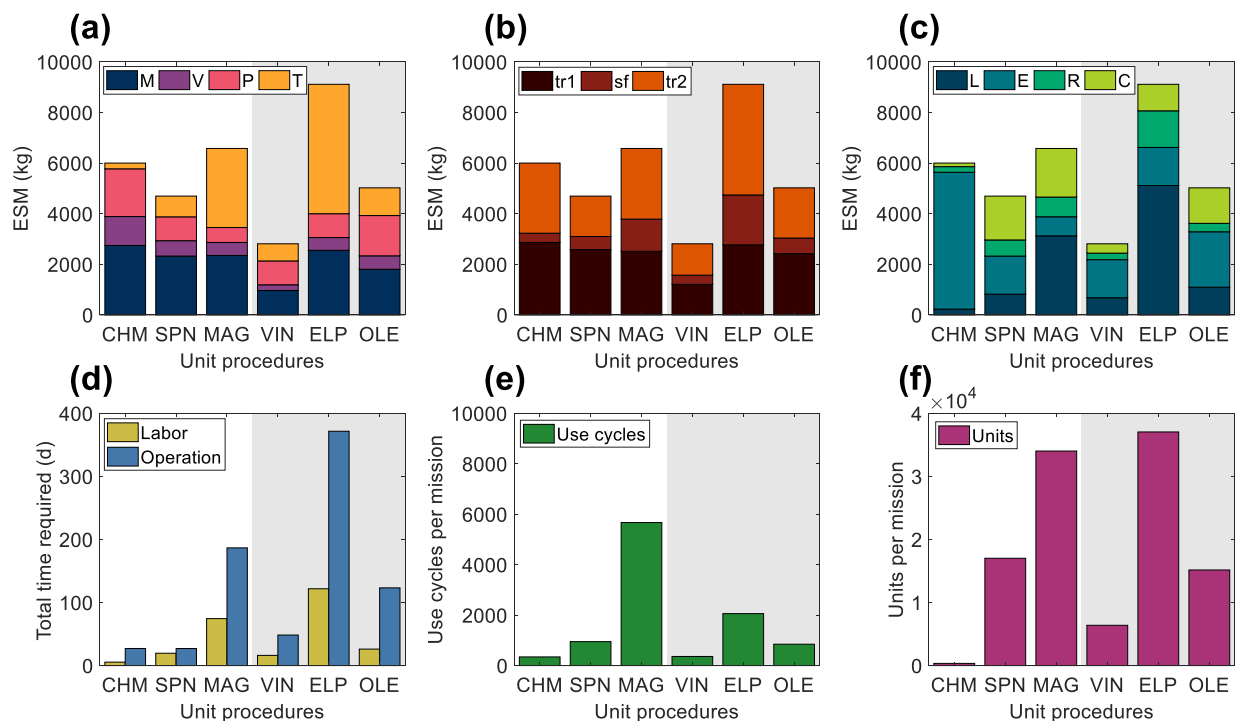 (a)
10000
8000
6000
4000
2000
0
ESM (kg)
M V P T
CHM SPN MAG VIN ELP OLE
Unit procedures
(b)
10000
8000
6000
4000
2000
0
ESM (kg)
tr1 sf tr2
CHM SPN MAG VIN ELP OLE
Unit procedures
(c)
10000
8000
6000
4000
2000
0
ESM (kg)
L E R C
CHM SPN MAG VIN ELP OLE
Unit procedures
(d)
400
300
200
100
0
Total time required (d)
Labor
Operation
CHM SPN MAG VIN ELP OLE
Unit procedures
(e)
10000
8000
6000
4000
2000
0
Use cycles per mission
Use cycles
CHM SPN MAG VIN ELP OLE
Unit procedures
(f)
×10⁴
4
3
2
1
0
Units per mission
Units
CHM SPN MAG VIN ELP OLE
Unit procedures